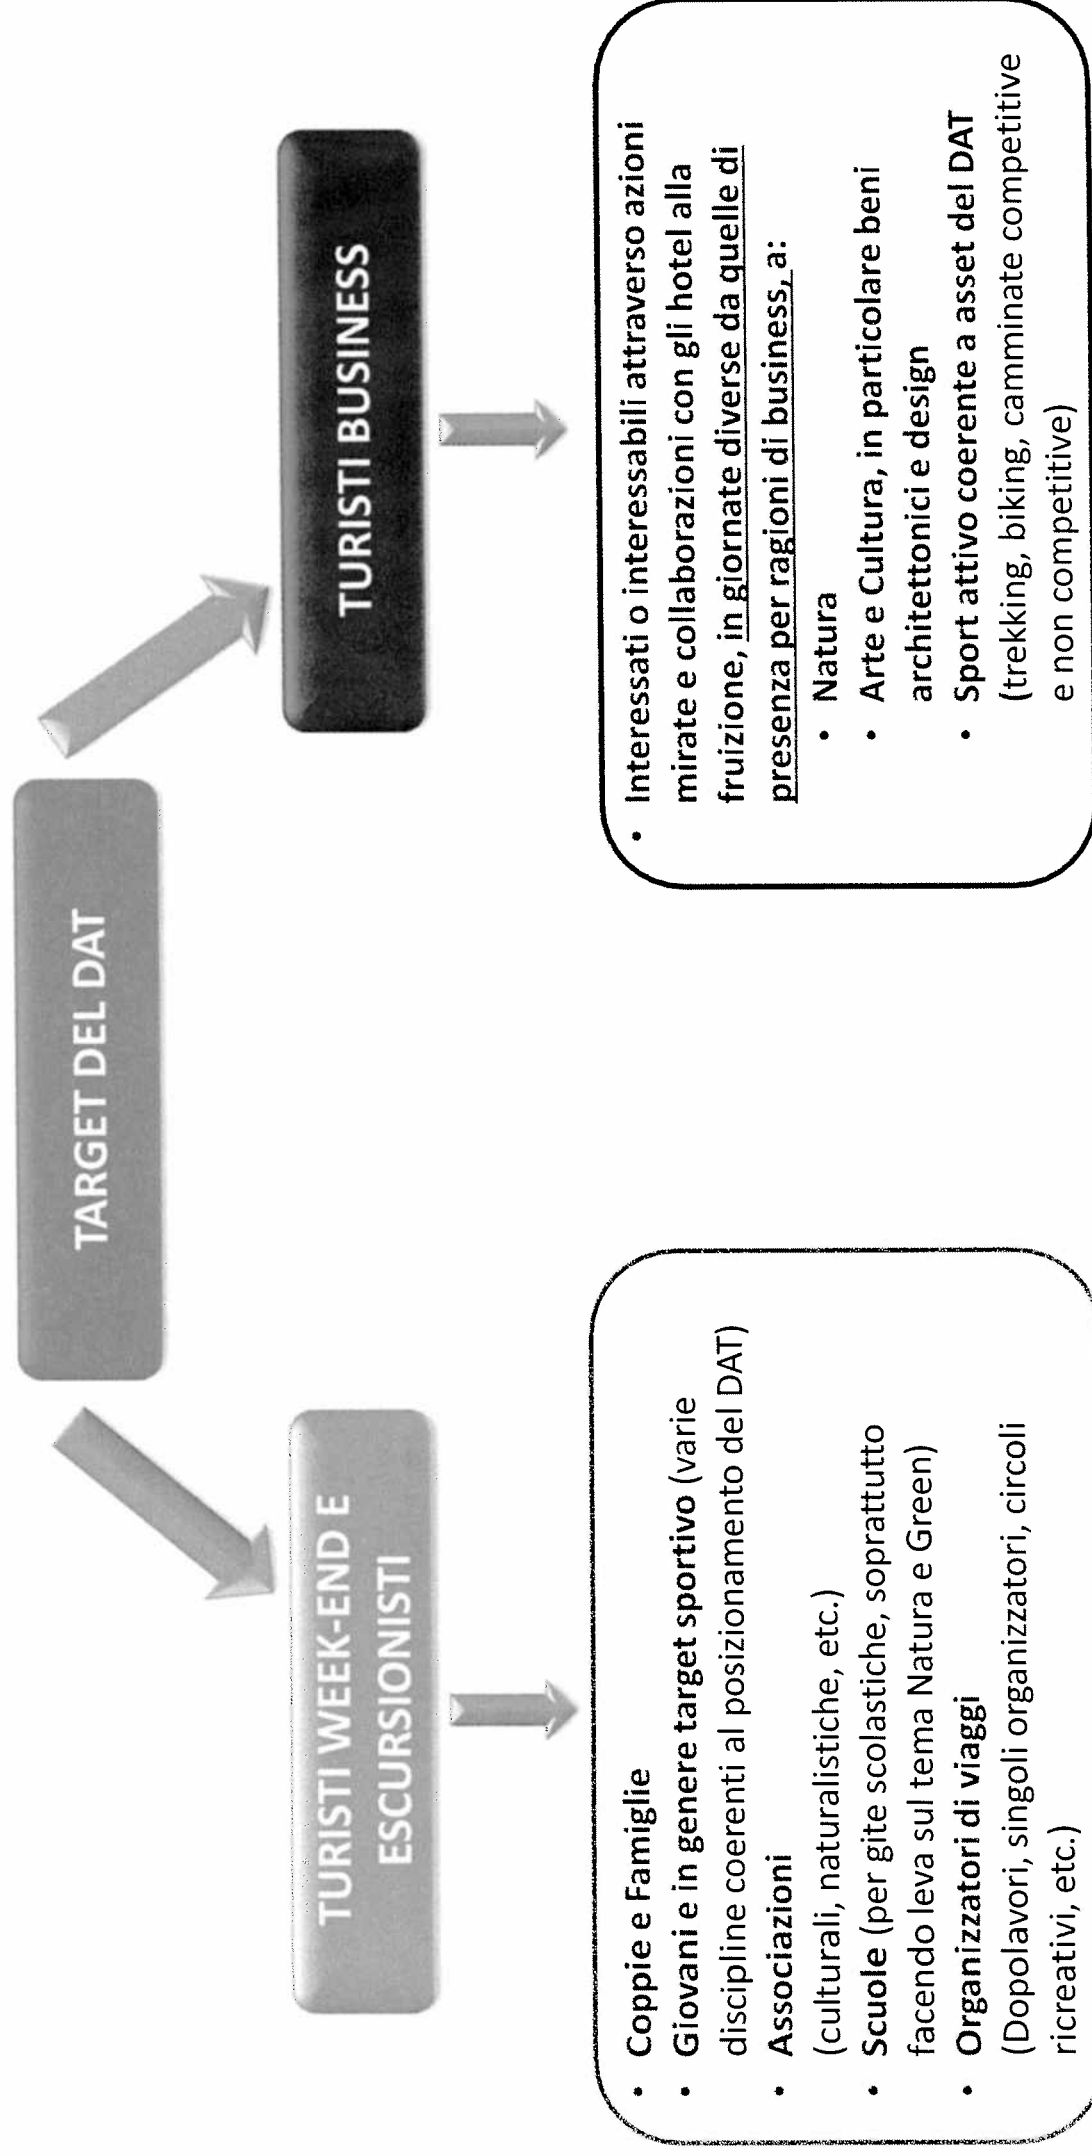 TARGET DEL DAT
TURISTI WEEK-END E
ESCURSIONISTI
• Coppie e Famiglie
• Giovani e in genere target sportivo (varie
discipline coerenti al posizionamento del DAT)
• Associazioni
(culturali, naturalistiche, etc.)
• Scuole (per gite scolastiche, soprattutto
facendo leva sul tema Natura e Green)
• Organizzatori di viaggi
(Dopolavori, singoli organizzatori, circoli
ricreativi, etc.)
TURISTI BUSINESS
• Interessati o interessabili attraverso azioni
mirate e collaborazioni con gli hotel alla
fruizione, in giornate diverse da quelle di
presenza per ragioni di business, a:
• Natura
• Arte e Cultura, in particolare beni
architettonici e design
• Sport attivo coerente a asset del DAT
(trekking, biking, camminate competitive
e non competitive)